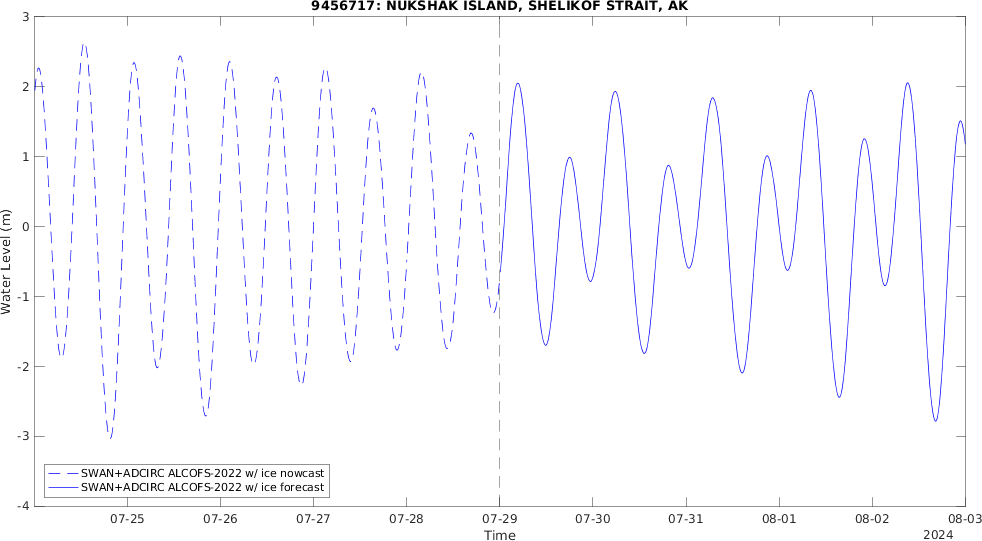 9456717: NUKSHAK ISLAND, SHELIKOF STRAIT, AK
3
2
1
0
-1
-2
-3
-4
Water Level (m)
SWAN+ADCIRC ALCOFS-2022 w/ ice nowcast
SWAN+ADCIRC ALCOFS-2022 w/ ice forecast
07-25 07-26 07-27 07-28 07-29 07-30 07-31 08-01 08-02 08-03
Time
2024